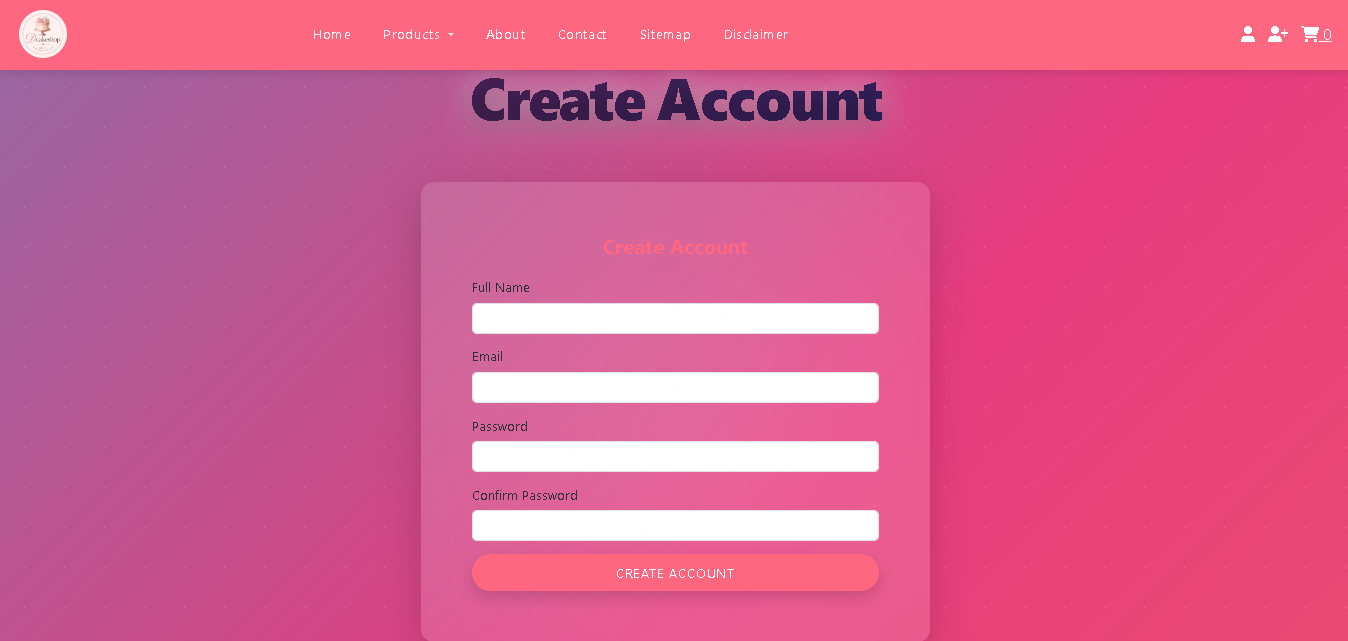 Dcakeshop
Home Products About Contact Sitemap Disclaimer 0
Create Account
Create Account
Full Name
Email
Password
Confirm Password
CREATE ACCOUNT